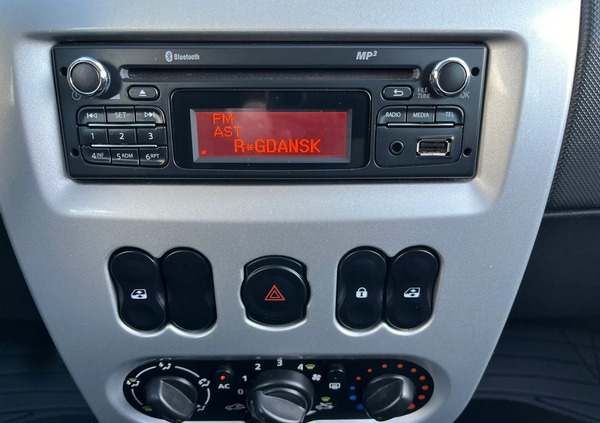 Bluetooth MP3
FILE TUNE OK
SET RADIO MEDIA TEL
FM
AST
R*GDANSK
1 2 3
4 INF 5 RDM 6 RPT
AC 0 1 2 3 4